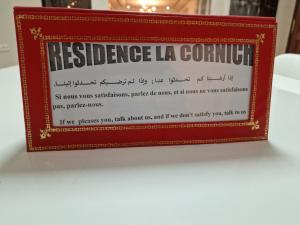 RESIDENCE LA CORNICH
إذا أرضيناكم تحدثوا عنا، وإذا لم نرضيكم تحدثوا إلينا.
Si nous vous satisfaisons, parlez de nous, et si nous ne vous satisfaisons
pas, parlez-nous.
If we pleases you, talk about us, and if we don't satisfy you, talk to us